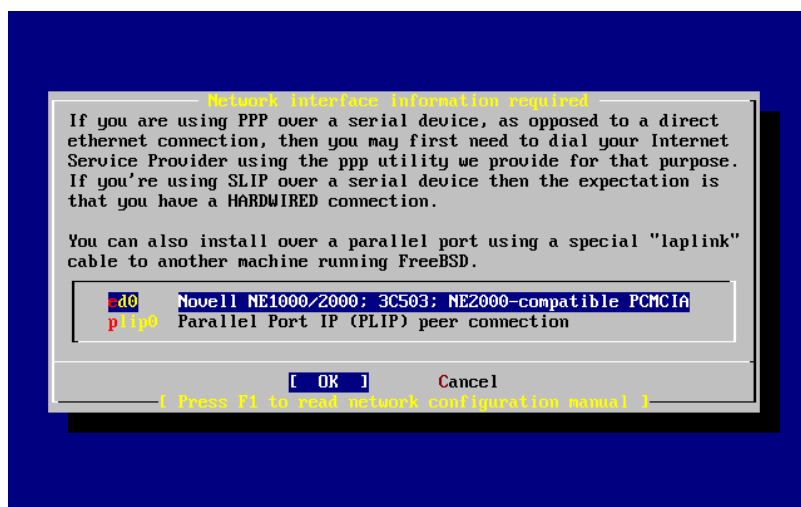 Network interface information required
If you are using PPP over a serial device, as opposed to a direct
ethernet connection, then you may first need to dial your Internet
Service Provider using the ppp utility we provide for that purpose.
If you're using SLIP over a serial device then the expectation is
that you have a HARDWIRED connection.
You can also install over a parallel port using a special "laplink"
cable to another machine running FreeBSD.
ed0 Novell NE1000/2000; 3C503; NE2000-compatible PCMCIA
plip0 Parallel Port IP (PLIP) peer connection
[ OK ] Cancel
[ Press F1 to read network configuration manual ]